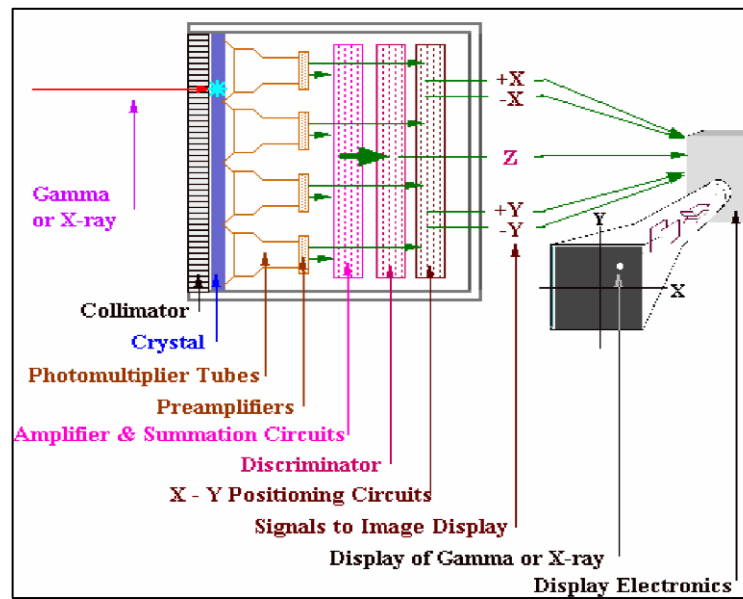 +X
-X
Z
+Y
-Y
Gamma
or X-ray
Y
X
Collimator
Crystal
Photomultiplier Tubes
Preamplifiers
Amplifier & Summation Circuits
Discriminator
X - Y Positioning Circuits
Signals to Image Display
Display of Gamma or X-ray
Display Electronics